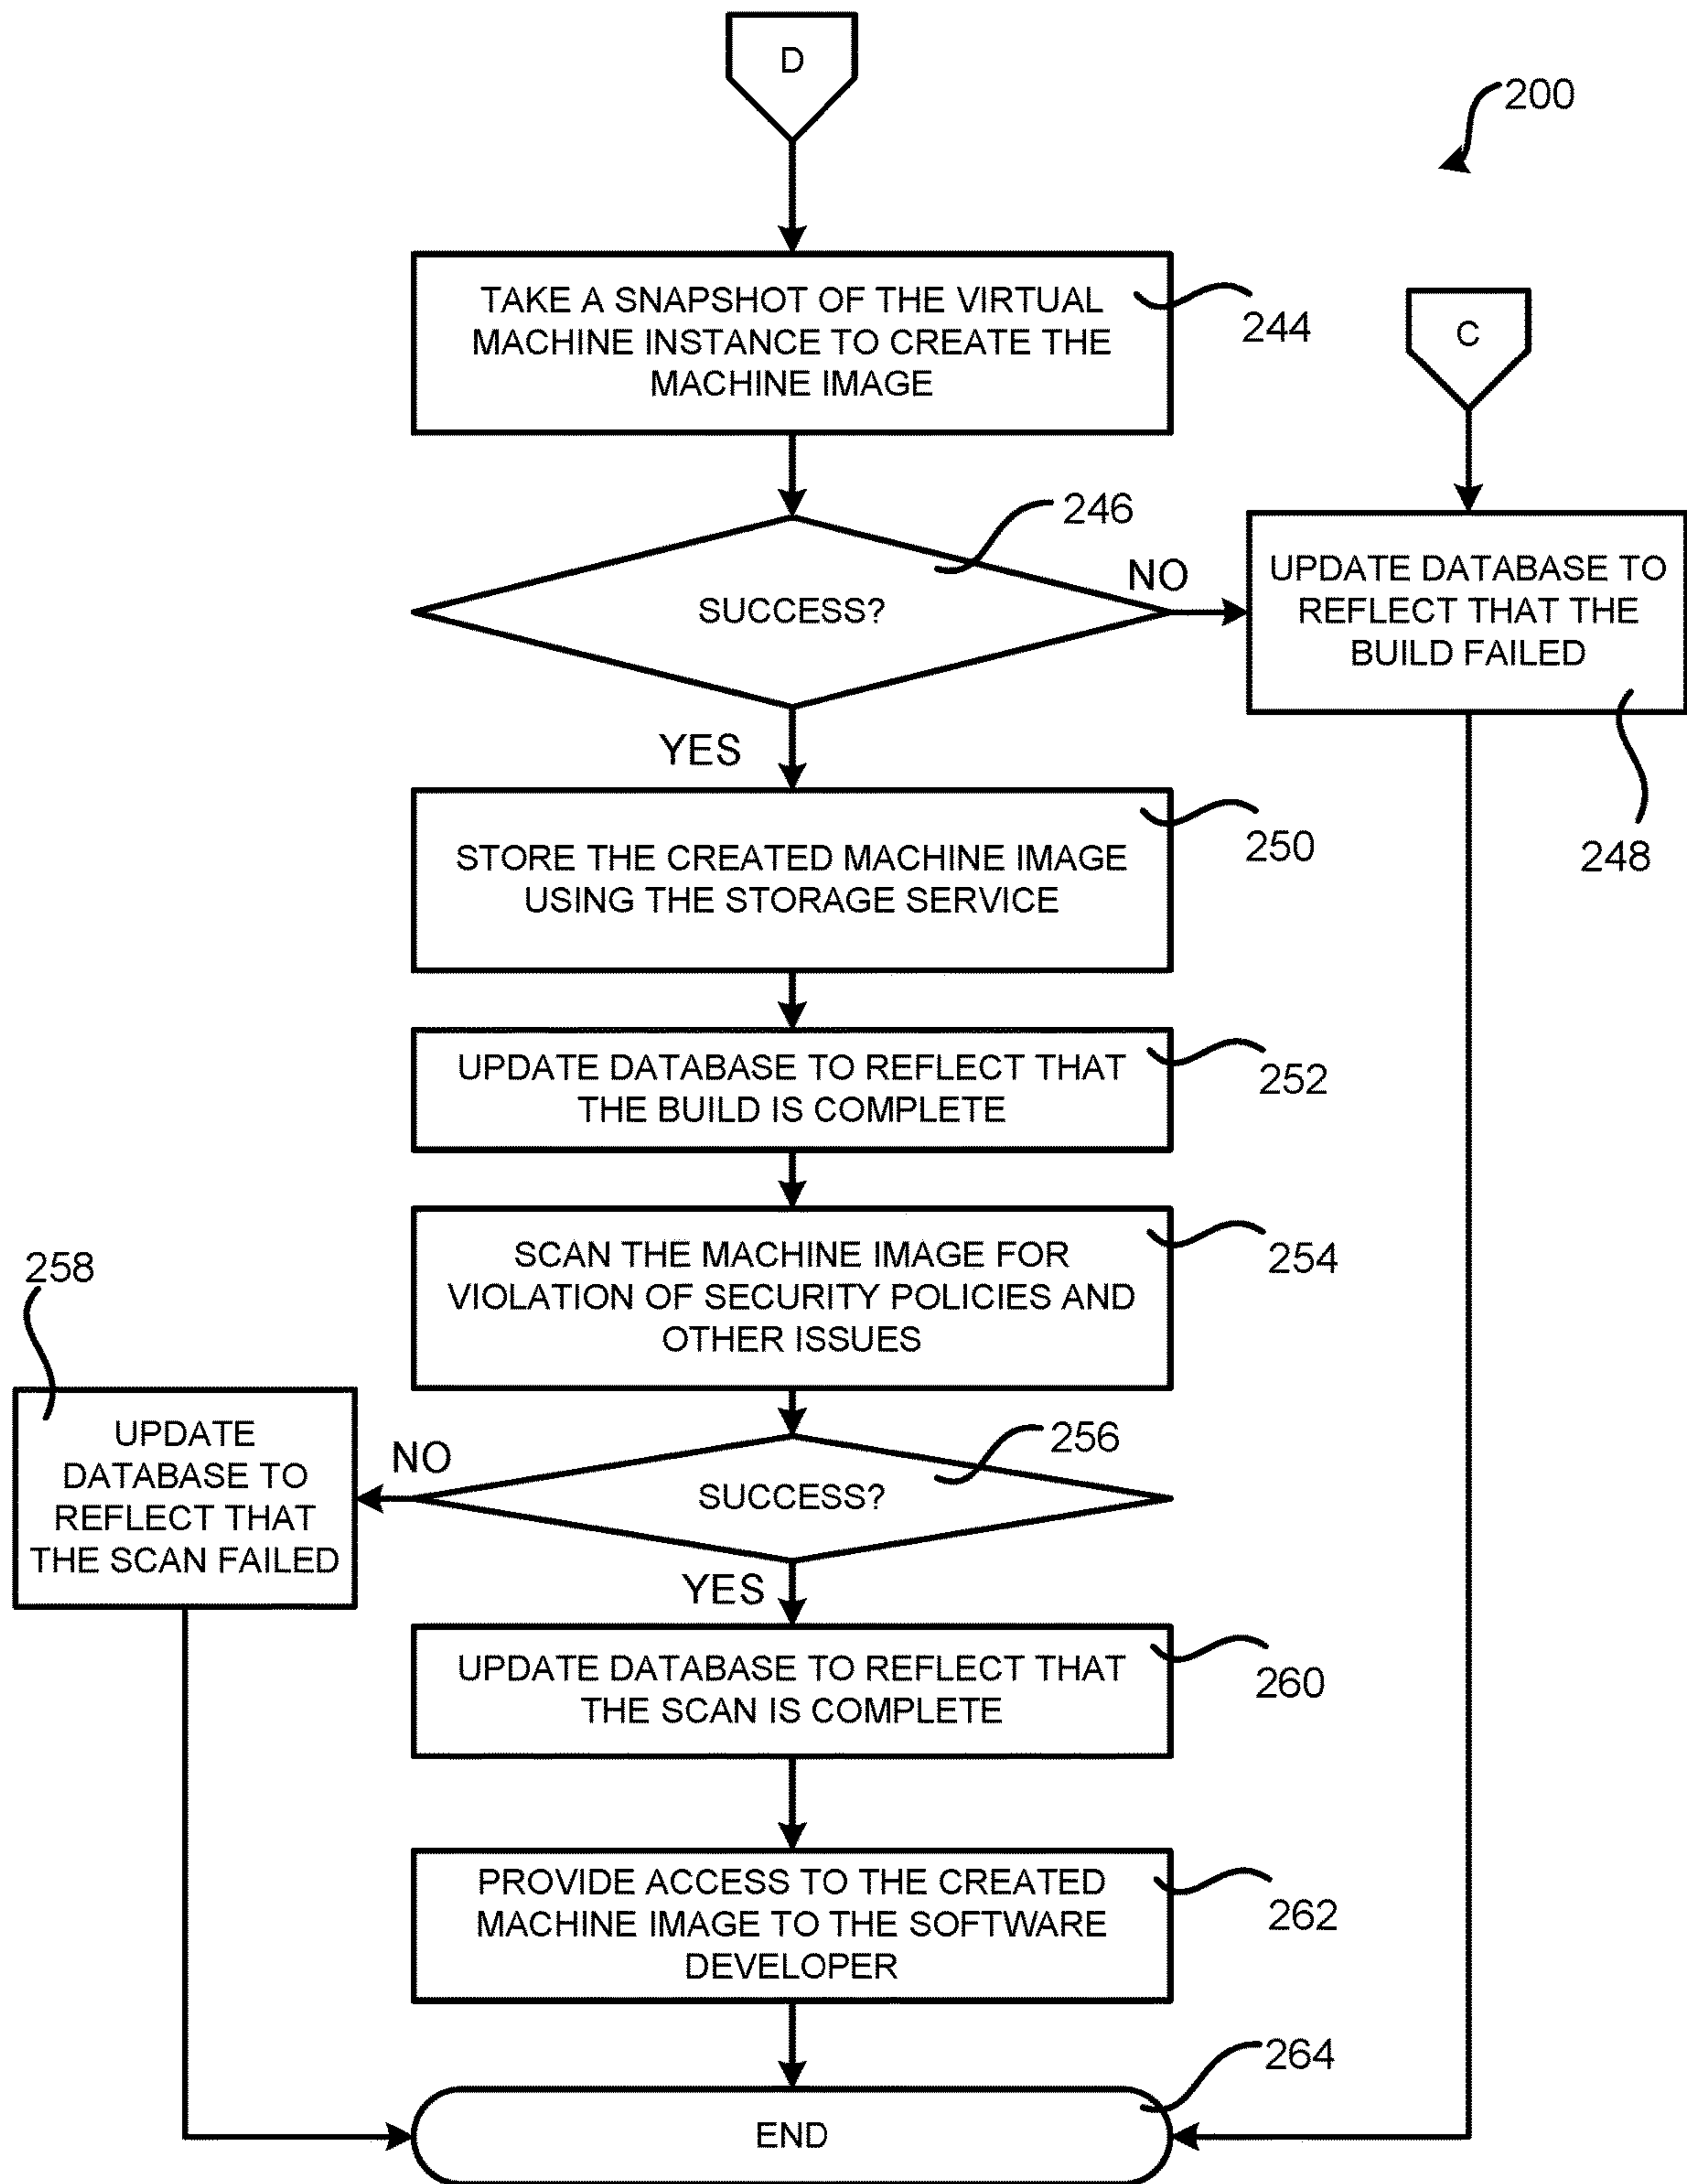 D
200
TAKE A SNAPSHOT OF THE VIRTUAL
MACHINE INSTANCE TO CREATE THE
MACHINE IMAGE
244
C
246
SUCCESS?
NO
UPDATE DATABASE TO
REFLECT THAT THE
BUILD FAILED
248
YES
STORE THE CREATED MACHINE IMAGE
USING THE STORAGE SERVICE
250
UPDATE DATABASE TO REFLECT THAT
THE BUILD IS COMPLETE
252
SCAN THE MACHINE IMAGE FOR
VIOLATION OF SECURITY POLICIES AND
OTHER ISSUES
254
258
UPDATE
DATABASE TO
REFLECT THAT
THE SCAN FAILED
NO
SUCCESS?
256
YES
UPDATE DATABASE TO REFLECT THAT
THE SCAN IS COMPLETE
260
PROVIDE ACCESS TO THE CREATED
MACHINE IMAGE TO THE SOFTWARE
DEVELOPER
262
264
END